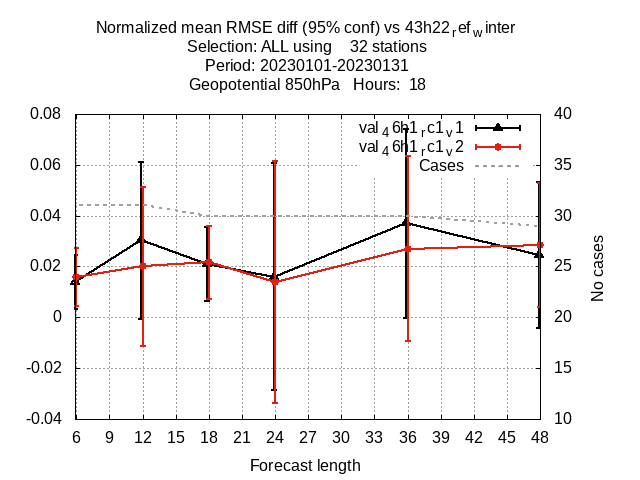 Normalized mean RMSE diff (95% conf) vs 43h22ref_winter
Selection: ALL using 32 stations
Period: 20230101-20230131
Geopotential 850hPa Hours: 18
val46h1rc1v1
val46h1rc1v2
Cases
0.08
0.06
0.04
0.02
0
-0.02
-0.04
40
35
30
25
20
15
10
No cases
6 9 12 15 18 21 24 27 30 33 36 39 42 45 48
Forecast length